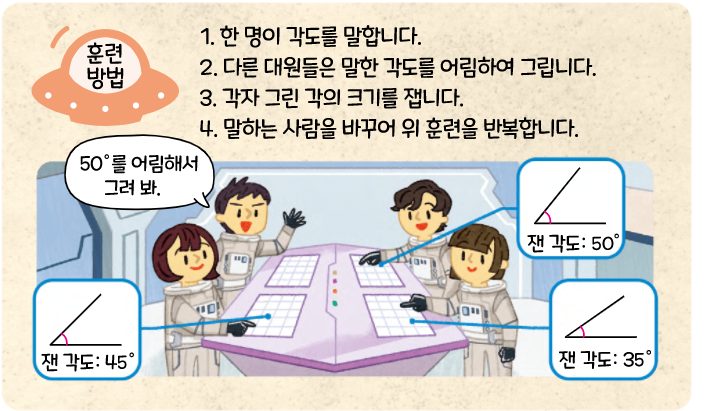 훈련
방법
1. 한 명이 각도를 말합니다.
2. 다른 대원들은 말한 각도를 어림하여 그립니다.
3. 각자 그린 각의 크기를 잽니다.
4. 말하는 사람을 바꾸어 위 훈련을 반복합니다.
50°를 어림해서
그려 봐.
잰 각도: 50°
잰 각도: 45°
잰 각도: 35°